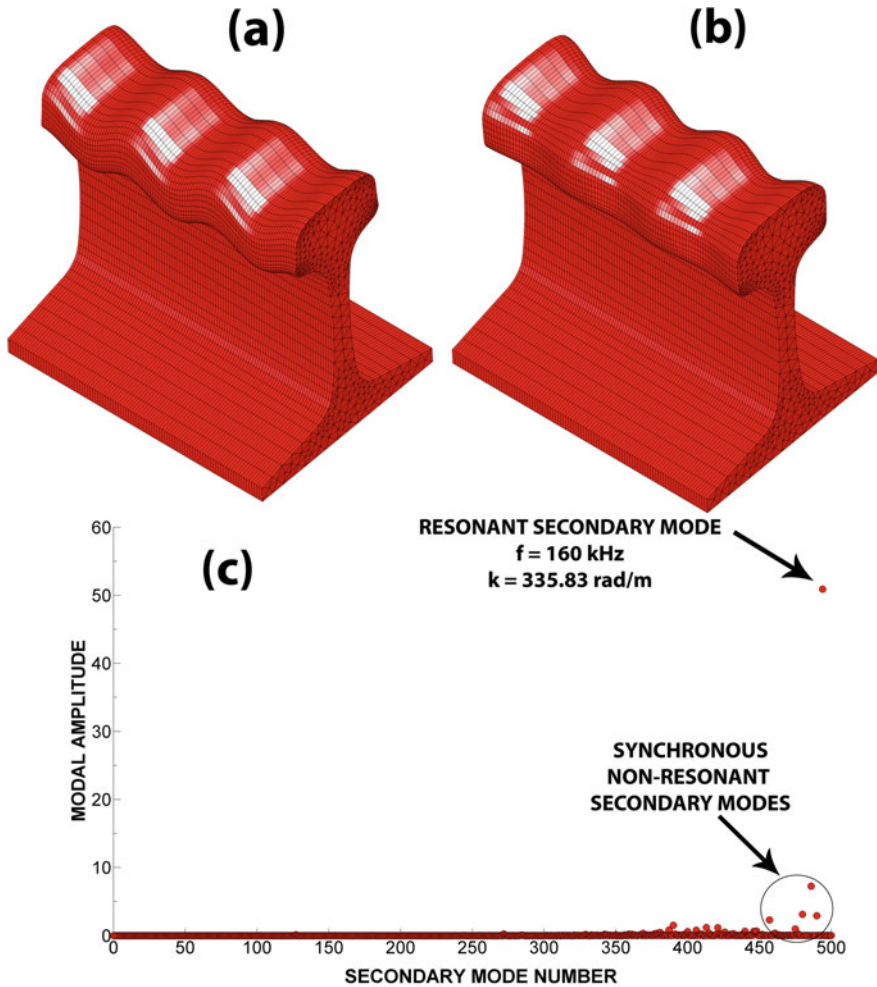 (a)
(b)
(c)
RESONANT SECONDARY MODE
f = 160 kHz
k = 335.83 rad/m
SYNCHRONOUS
NON-RESONANT
SECONDARY MODES
MODAL AMPLITUDE
60
50
40
30
20
10
0
0 50 100 150 200 250 300 350 400 450 500
SECONDARY MODE NUMBER